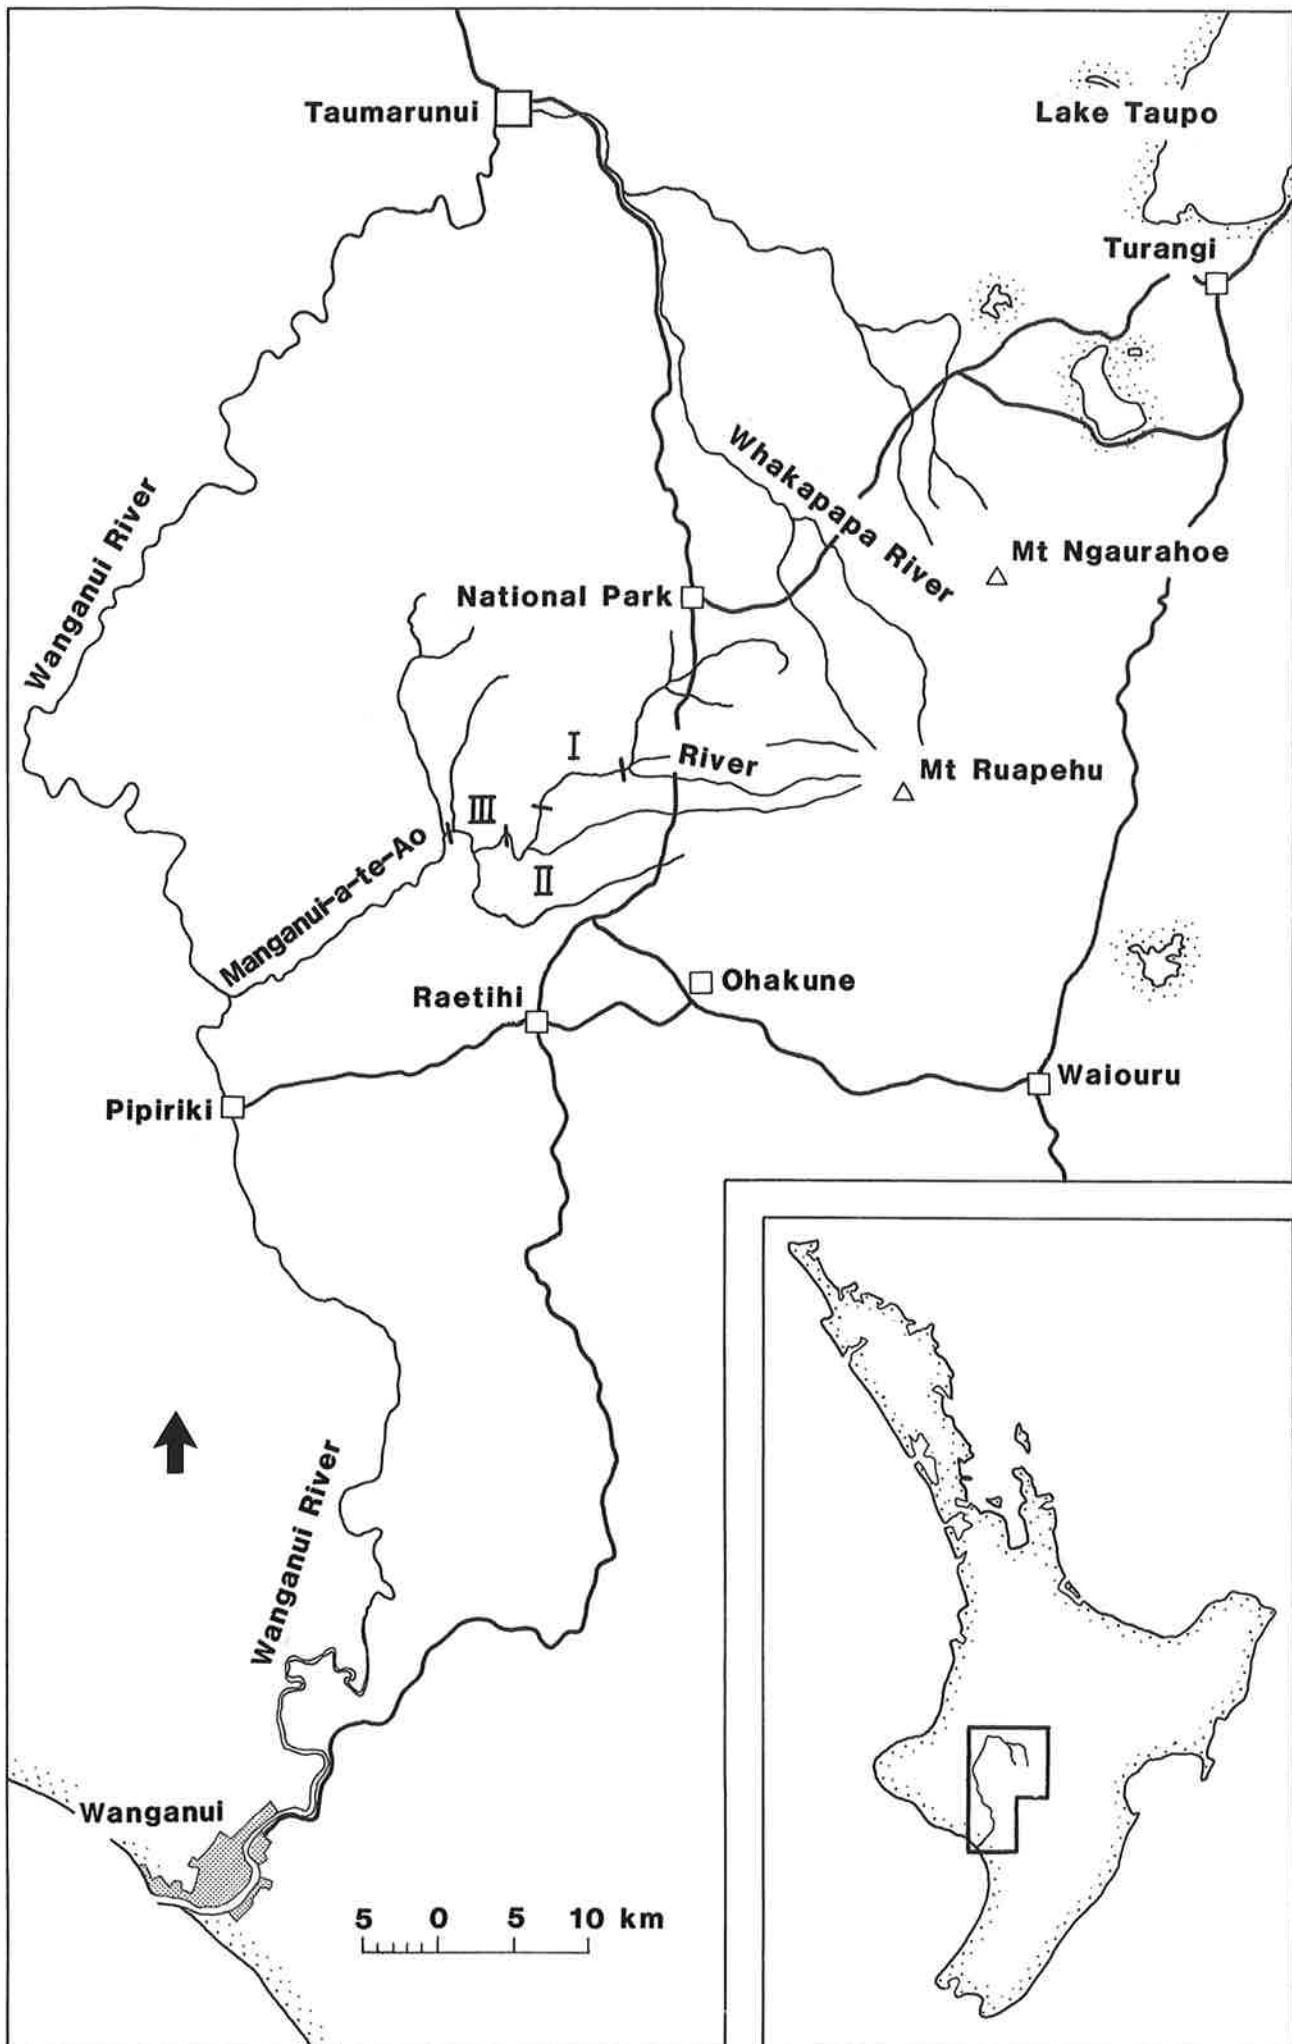 Taumarunui
Lake Taupo
Turangi
Whakapapa River
Wanganui River
Mt Ngaurahoe
National Park
I
River
Mt Ruapehu
III
Manganui-a-te-Ao
II
Ohakune
Raetihi
Waiouru
Pipiriki
Wanganui River
Wanganui
5 0 5 10 km